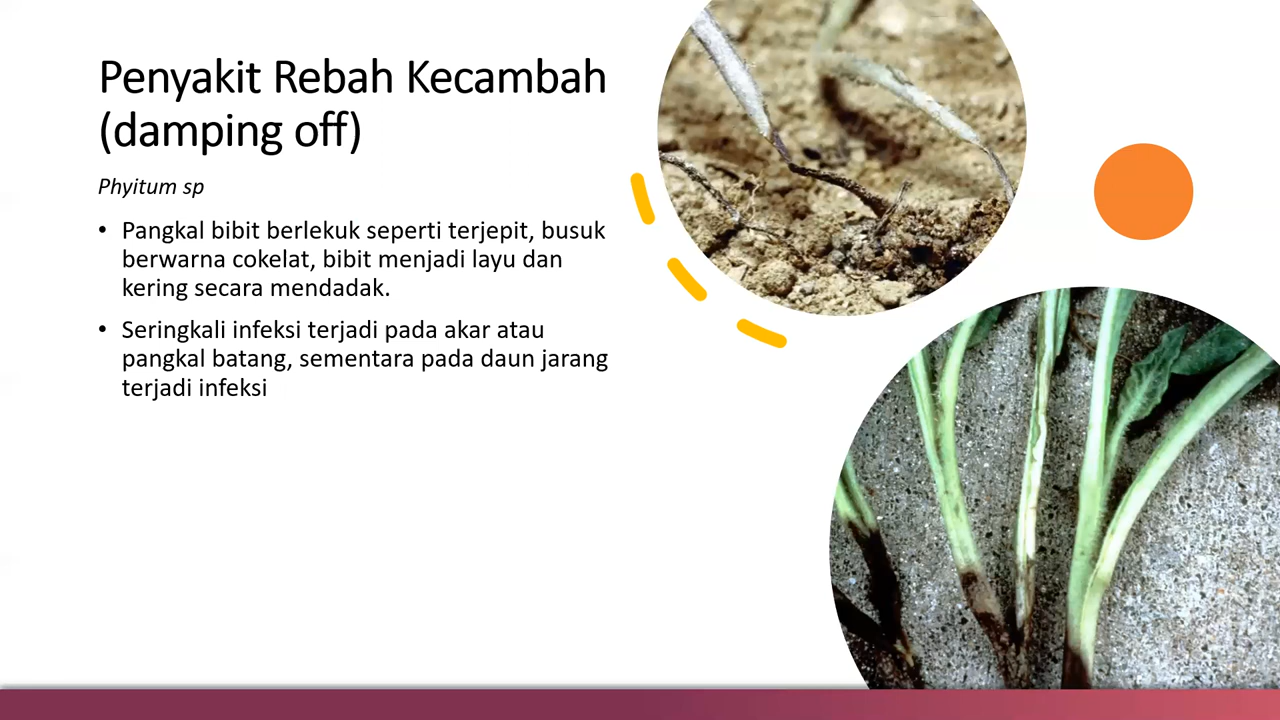 Penyakit Rebah Kecambah
(damping off)
Phyitum sp
• Pangkal bibit berlekuk seperti terjepit, busuk
berwarna cokelat, bibit menjadi layu dan
kering secara mendadak.
• Seringkali infeksi terjadi pada akar atau
pangkal batang, sementara pada daun jarang
terjadi infeksi